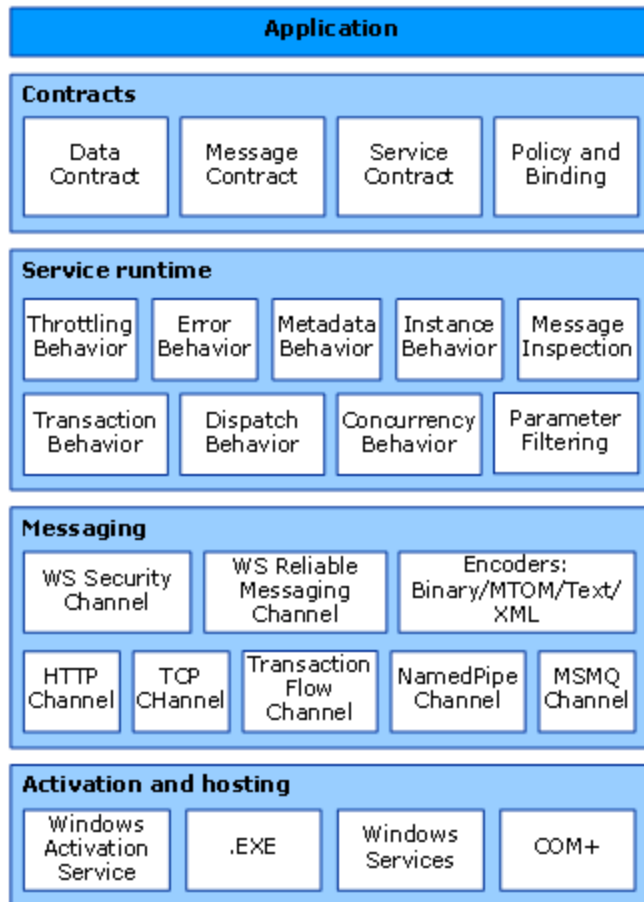 Application
Contracts
Data
Contract
Message
Contract
Service
Contract
Policy and
Binding
Service runtime
Throttling
Behavior
Error
Behavior
Metadata
Behavior
Instance
Behavior
Message
Inspection
Transaction
Behavior
Dispatch
Behavior
Concurrency
Behavior
Parameter
Filtering
Messaging
WS Security
Channel
WS Reliable
Messaging
Channel
Encoders:
Binary/MTOM/Text/
XML
HTTP
Channel
TCP
CHannel
Transaction
Flow
Channel
NamedPipe
Channel
MSMQ
Channel
Activation and hosting
Windows
Activation
Service
.EXE
Windows
Services
COM+